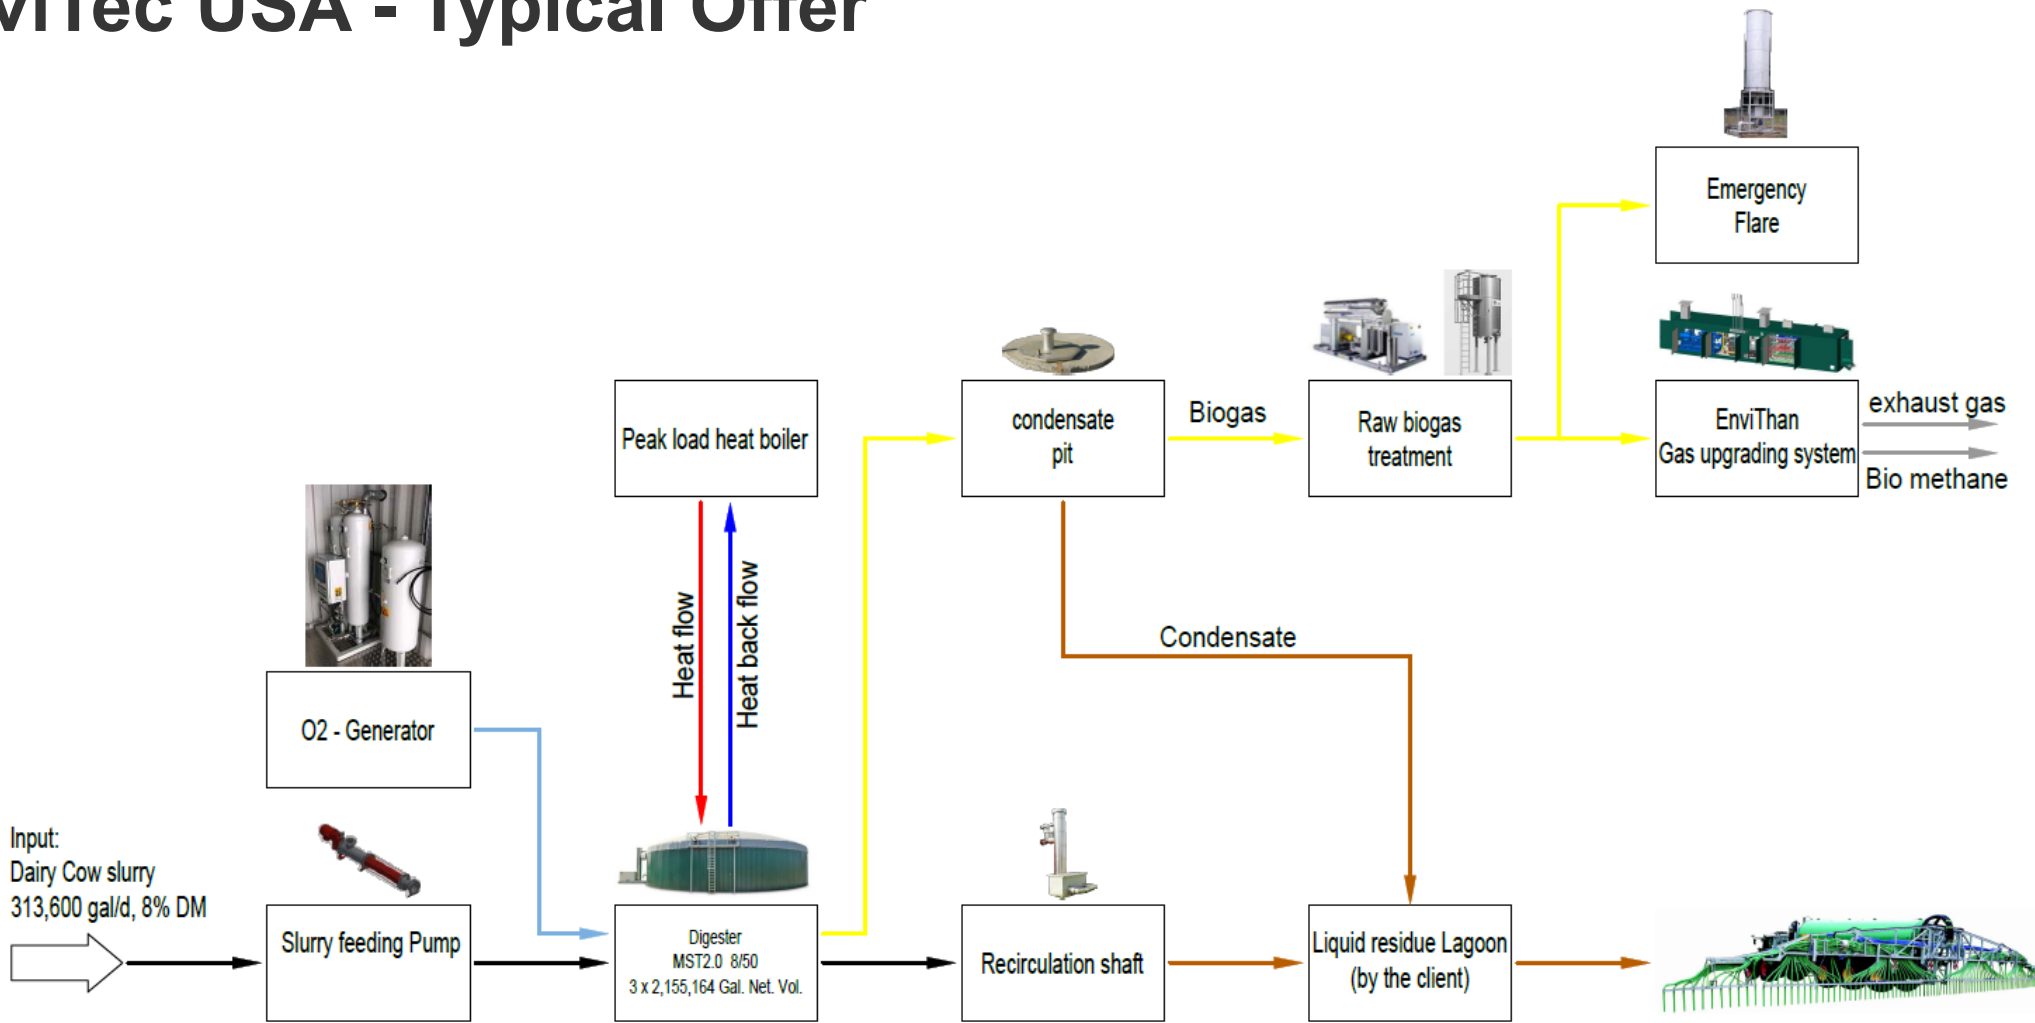 viTec USA - Typical Offer
Emergency
Flare
exhaust gas
EnviThan
Gas upgrading system
Bio methane
Biogas
Raw biogas
treatment
condensate
pit
Peak load heat boiler
Heat flow
Heat back flow
Condensate
O2 - Generator
Input:
Dairy Cow slurry
313,600 gal/d, 8% DM
Slurry feeding Pump
Digester
MST2.0 8/50
3 x 2,155,164 Gal. Net. Vol.
Recirculation shaft
Liquid residue Lagoon
(by the client)